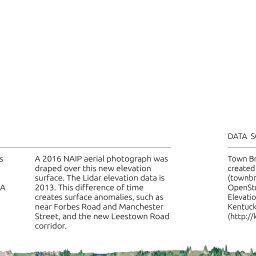 DATA
s
A
A 2016 NAIP aerial photograph was
draped over this new elevation
surface. The Lidar elevation data is
2013. This difference of time
creates surface anomalies, such as
near Forbes Road and Manchester
Street, and the new Leestown Road
corridor.
Town Br
created
(townbr
OpenStr
Elevatio
Kentuck
(http://k